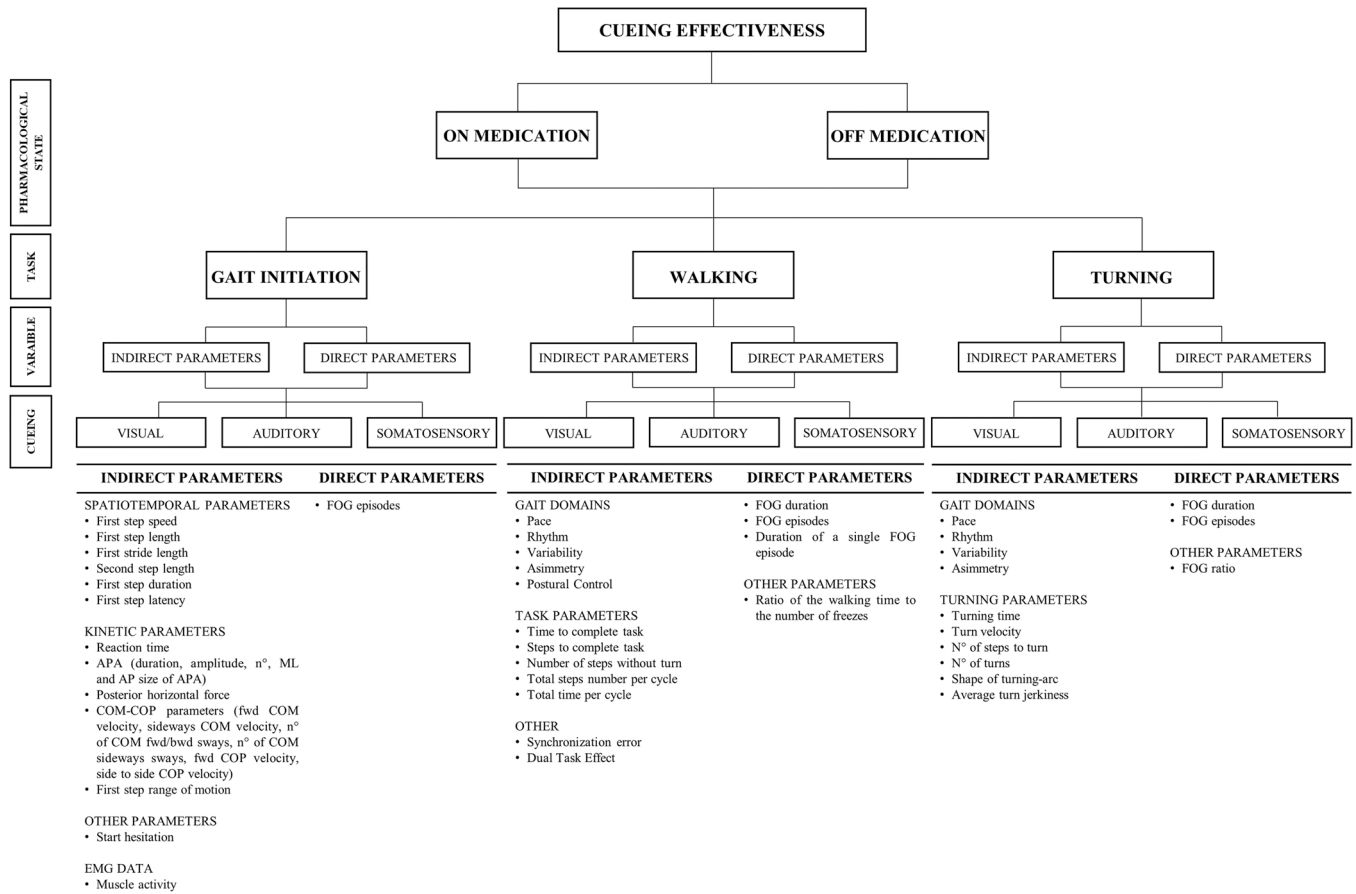 CUEING EFFECTIVENESS
PHARMACOLOGICAL
STATE
ON MEDICATION
OFF MEDICATION
TASK
GAIT INITIATION
WALKING
TURNING
VARAIBLE
INDIRECT PARAMETERS
DIRECT PARAMETERS
INDIRECT PARAMETERS
DIRECT PARAMETERS
INDIRECT PARAMETERS
DIRECT PARAMETERS
CUEING
VISUAL
AUDITORY
SOMATOSENSORY
VISUAL
AUDITORY
SOMATOSENSORY
VISUAL
AUDITORY
SOMATOSENSORY
INDIRECT PARAMETERS
SPATIOTEMPORAL PARAMETERS
• First step speed
• First step length
• First stride length
• Second step length
• First step duration
• First step latency
KINETIC PARAMETERS
• Reaction time
• APA (duration, amplitude, n°, ML
and AP size of APA)
• Posterior horizontal force
• COM-COP parameters (fwd COM
velocity, sideways COM velocity, n°
of COM fwd/bwd sways, n° of COM
sideways sways, fwd COP velocity,
side to side COP velocity)
• First step range of motion
OTHER PARAMETERS
• Start hesitation
EMG DATA
• Muscle activity
DIRECT PARAMETERS
• FOG episodes
INDIRECT PARAMETERS
GAIT DOMAINS
• Pace
• Rhythm
• Variability
• Asimmetry
• Postural Control
TASK PARAMETERS
• Time to complete task
• Steps to complete task
• Number of steps without turn
• Total steps number per cycle
• Total time per cycle
OTHER
• Synchronization error
• Dual Task Effect
DIRECT PARAMETERS
• FOG duration
• FOG episodes
• Duration of a single FOG
episode
OTHER PARAMETERS
• Ratio of the walking time to
the number of freezes
INDIRECT PARAMETERS
GAIT DOMAINS
• Pace
• Rhythm
• Variability
• Asimmetry
TURNING PARAMETERS
• Turning time
• Turn velocity
• N° of steps to turn
• N° of turns
• Shape of turning-arc
• Average turn jerkiness
DIRECT PARAMETERS
• FOG duration
• FOG episodes
OTHER PARAMETERS
• FOG ratio